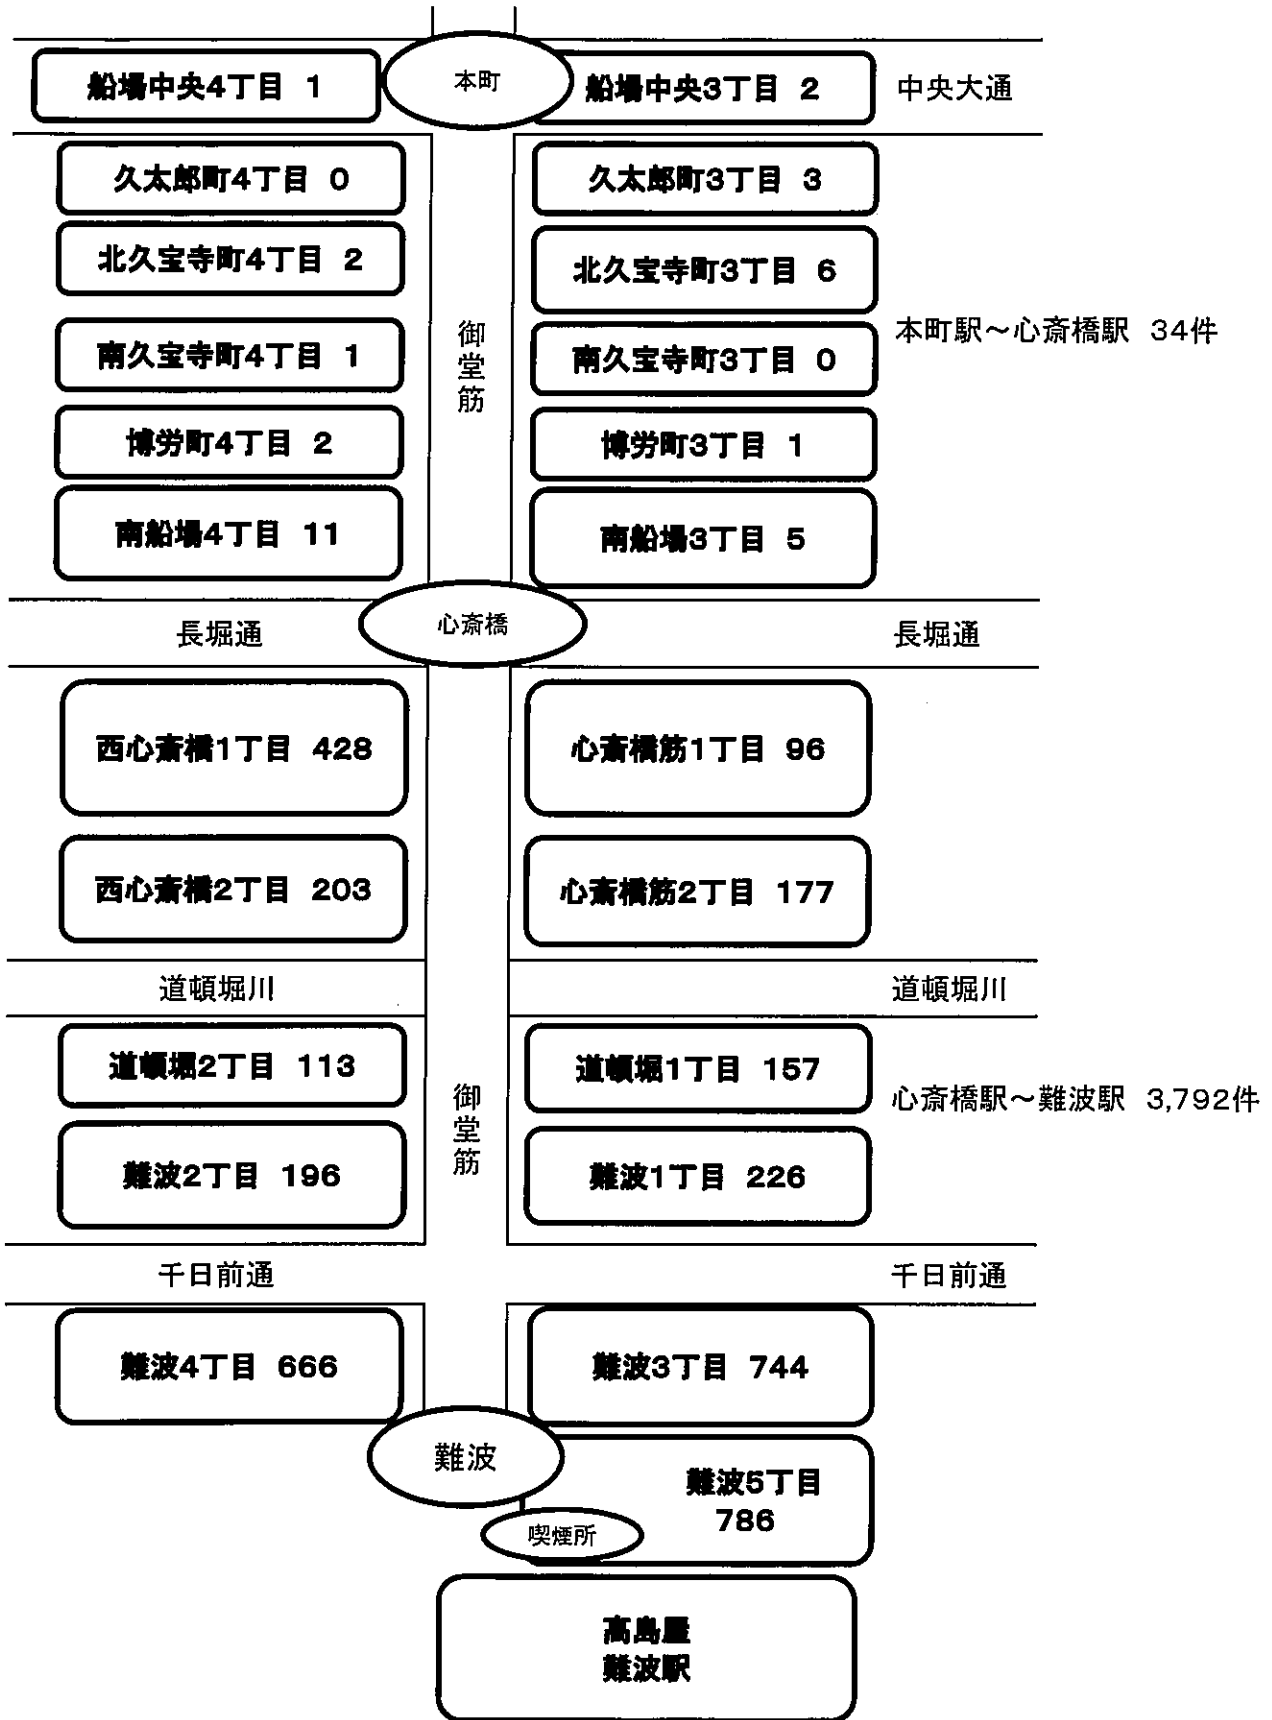 本町
船場中央4丁目 1
船場中央3丁目 2
中央大通
久太郎町4丁目 0
久太郎町3丁目 3
北久宝寺町4丁目 2
北久宝寺町3丁目 6
御堂筋
本町駅～心斎橋駅 34件
南久宝寺町4丁目 1
南久宝寺町3丁目 0
博労町4丁目 2
博労町3丁目 1
南船場4丁目 11
南船場3丁目 5
心斎橋
長堀通
長堀通
西心斎橋1丁目 428
心斎橋筋1丁目 96
西心斎橋2丁目 203
心斎橋筋2丁目 177
道頓堀川
道頓堀川
道頓堀2丁目 113
道頓堀1丁目 157
御堂筋
心斎橋駅～難波駅 3,792件
難波2丁目 196
難波1丁目 226
千日前通
千日前通
難波4丁目 666
難波3丁目 744
難波
難波5丁目
786
喫煙所
高島屋
難波駅